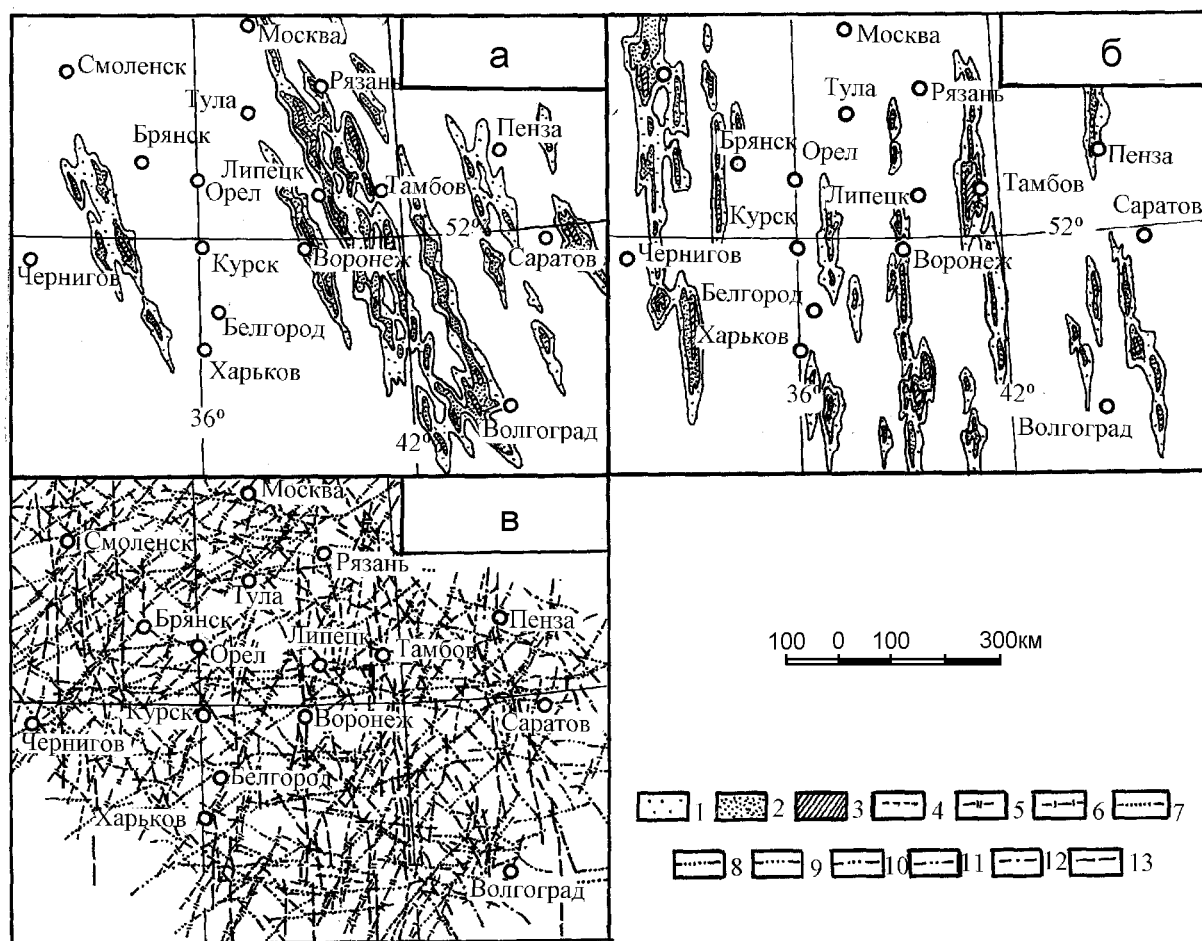 а
Москва
Смоленск
Рязань
Тула
Брянск
Пенза
Липецк
Орел
Тамбов
52°
Курск
Воронеж
Саратов
Чернигов
Белгород
Харьков
36°
42°
Волгоград
б
Москва
Рязань
Тула
Брянск
Орел
Пенза
Липецк
Тамбов
Курск
52°
Саратов
Чернигов
Воронеж
Белгород
Харьков
36°
42°
Волгоград
в
Москва
Смоленск
Рязань
Тула
Брянск
Пенза
Липецк
Орел
Тамбов
Курск
Воронеж
Саратов
Чернигов
Белгород
Харьков
Волгоград
100 0 100 300км
1 2 3 4 5 6 7
8 9 10 11 12 13